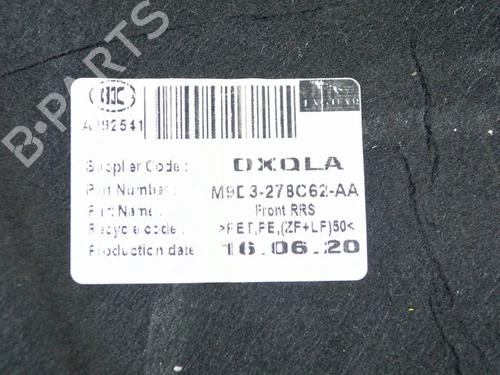 B-PARTS
A092541
Supplier Code : DXQLA
Part Number : M9D3-278C62-AA
Part Name : Front RRS
Recycle code : >PET,PE,(ZF+LF)50<
Production date 16.06.20